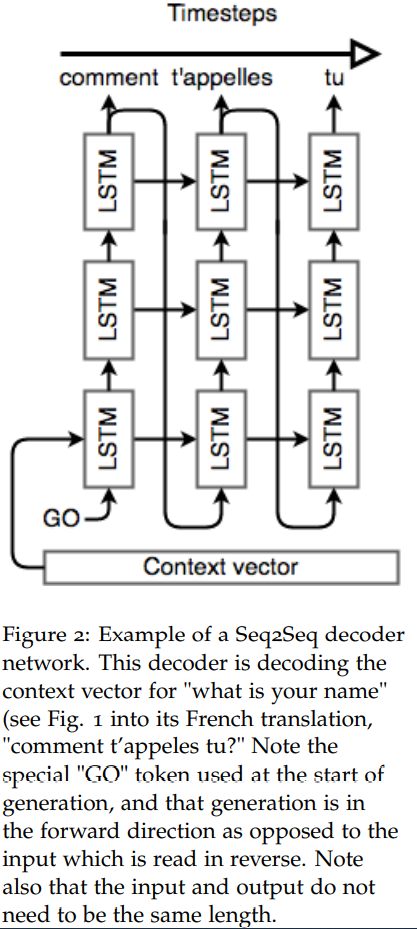 Timesteps
comment t'appelles tu
LSTM LSTM LSTM
LSTM LSTM LSTM
LSTM LSTM LSTM
GO
Context vector
Figure 2: Example of a Seq2Seq decoder
network. This decoder is decoding the
context vector for "what is your name"
(see Fig. 1 into its French translation,
"comment t'appeles tu?" Note the
special "GO" token used at the start of
generation, and that generation is in
the forward direction as opposed to the
input which is read in reverse. Note
also that the input and output do not
need to be the same length.